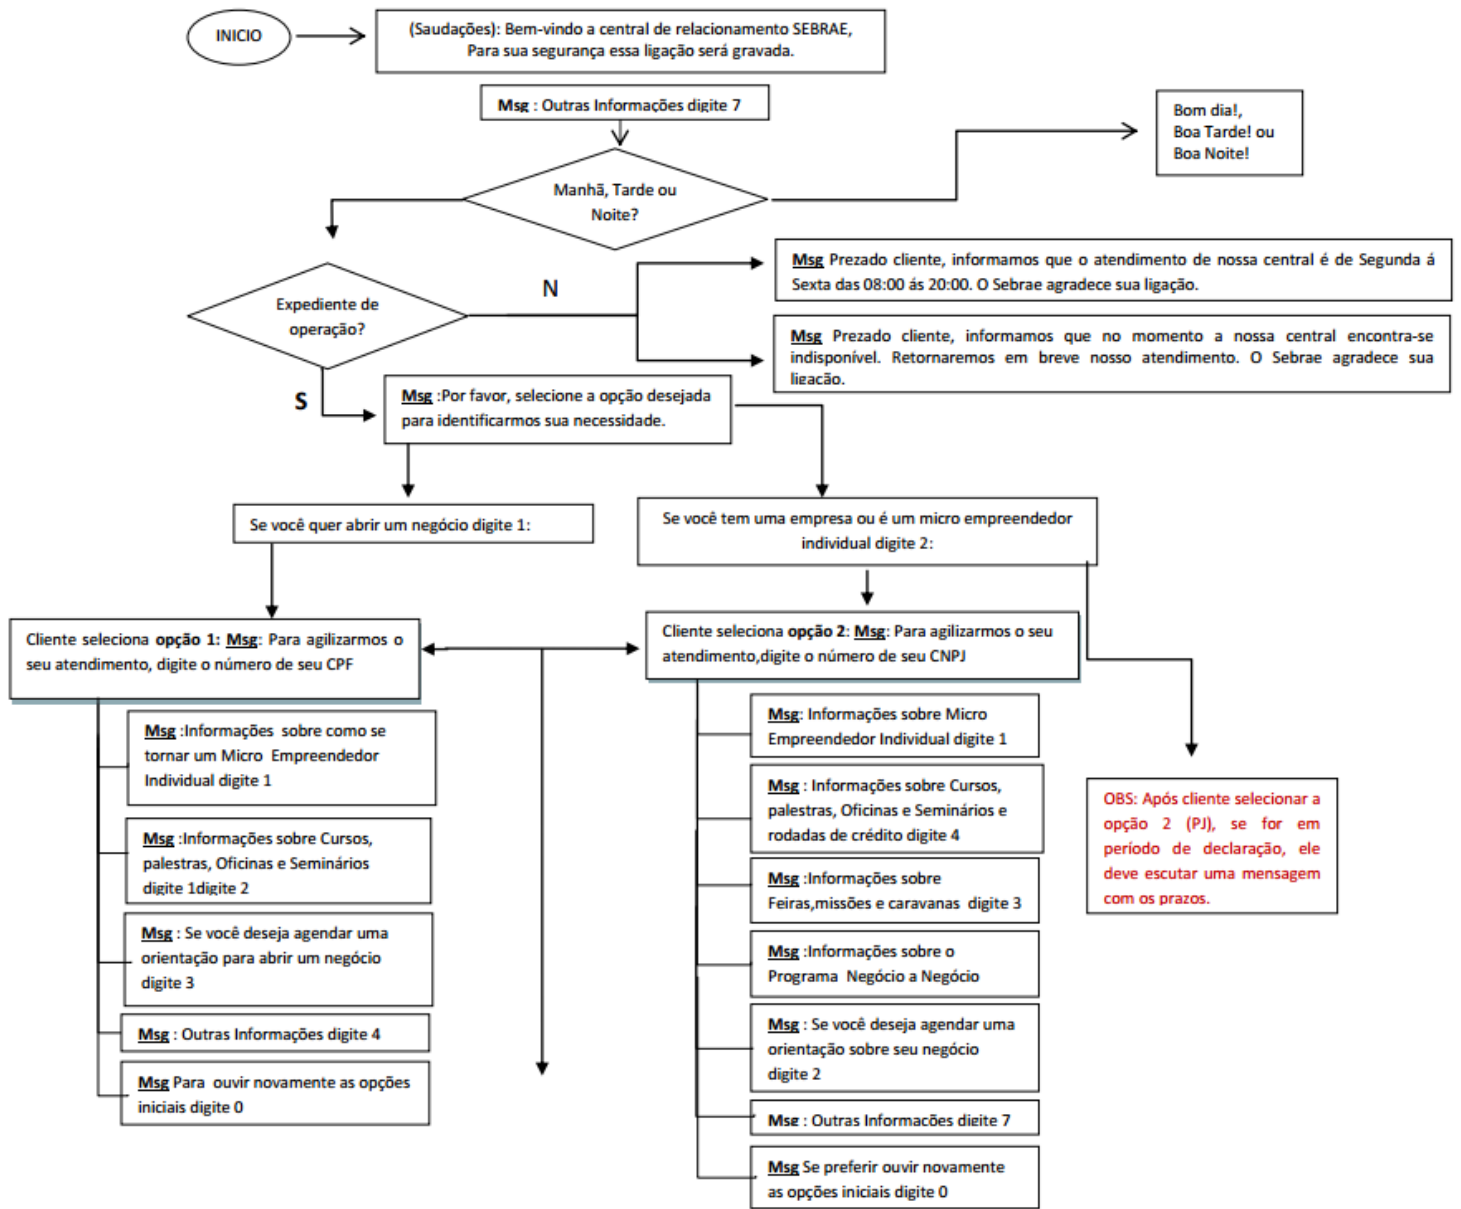 INICIO
(Saudações): Bem-vindo a central de relacionamento SEBRAE,
Para sua segurança essa ligação será gravada.
Msg : Outras Informações digite 7
Bom dia!,
Boa Tarde! ou
Boa Noite!
Manhã, Tarde ou
Noite?
Msg Prezado cliente, informamos que o atendimento de nossa central é de Segunda á
Sexta das 08:00 ás 20:00. O Sebrae agradece sua ligação.
Expediente de
operação?
N
Msg Prezado cliente, informamos que no momento a nossa central encontra-se
indisponível. Retornaremos em breve nosso atendimento. O Sebrae agradece sua
ligação.
S
Msg :Por favor, selecione a opção desejada
para identificarmos sua necessidade.
Se você quer abrir um negócio digite 1:
Se você tem uma empresa ou é um micro empreendedor
individual digite 2:
Cliente seleciona opção 1: Msg: Para agilizarmos o
seu atendimento, digite o número de seu CPF
Msg :Informações sobre como se
tornar um Micro Empreendedor
Individual digite 1
Msg :Informações sobre Cursos,
palestras, Oficinas e Seminários
digite 1digite 2
Msg : Se você deseja agendar uma
orientação para abrir um negócio
digite 3
Msg : Outras Informações digite 4
Msg Para ouvir novamente as opções
iniciais digite 0
Cliente seleciona opção 2: Msg: Para agilizarmos o seu
atendimento,digite o número de seu CNPJ
Msg: Informações sobre Micro
Empreendedor Individual digite 1
Msg : Informações sobre Cursos,
palestras, Oficinas e Seminários e
rodadas de crédito digite 4
Msg :Informações sobre
Feiras,missões e caravanas digite 3
Msg :Informações sobre o
Programa Negócio a Negócio
Msg : Se você deseja agendar uma
orientação sobre seu negócio
digite 2
Msg : Outras Informações digite 7
Msg Se preferir ouvir novamente
as opções iniciais digite 0
OBS: Após cliente selecionar a
opção 2 (PJ), se for em
período de declaração, ele
deve escutar uma mensagem
com os prazos.